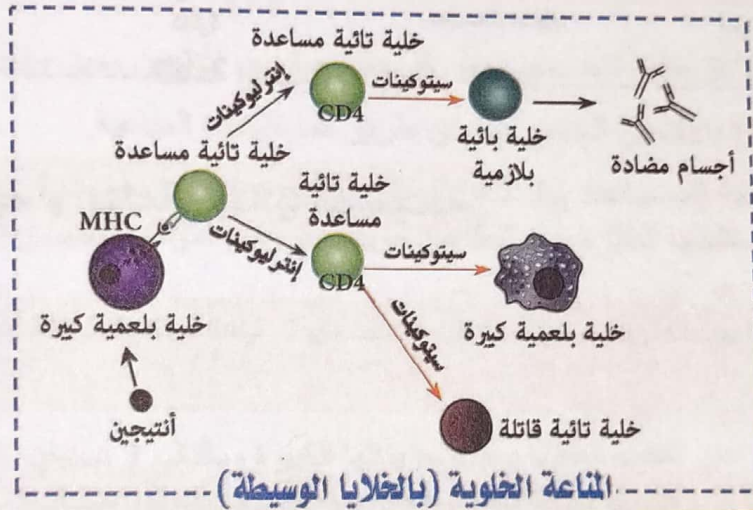 خلية تائية مساعدة
إنترليوكينات
CD4
سيتوكينات
خلية بائية
بلازمية
أجسام مضادة
خلية تائية مساعدة
MHC
إنترليوكينات
خلية تائية
مساعدة
CD4
سيتوكينات
خلية بلعمية كبيرة
خلية بلعمية كبيرة
سيتوكينات
أنتيجين
خلية تائية قاتلة
المناعة الخلوية (بالخلايا الوسيطة)